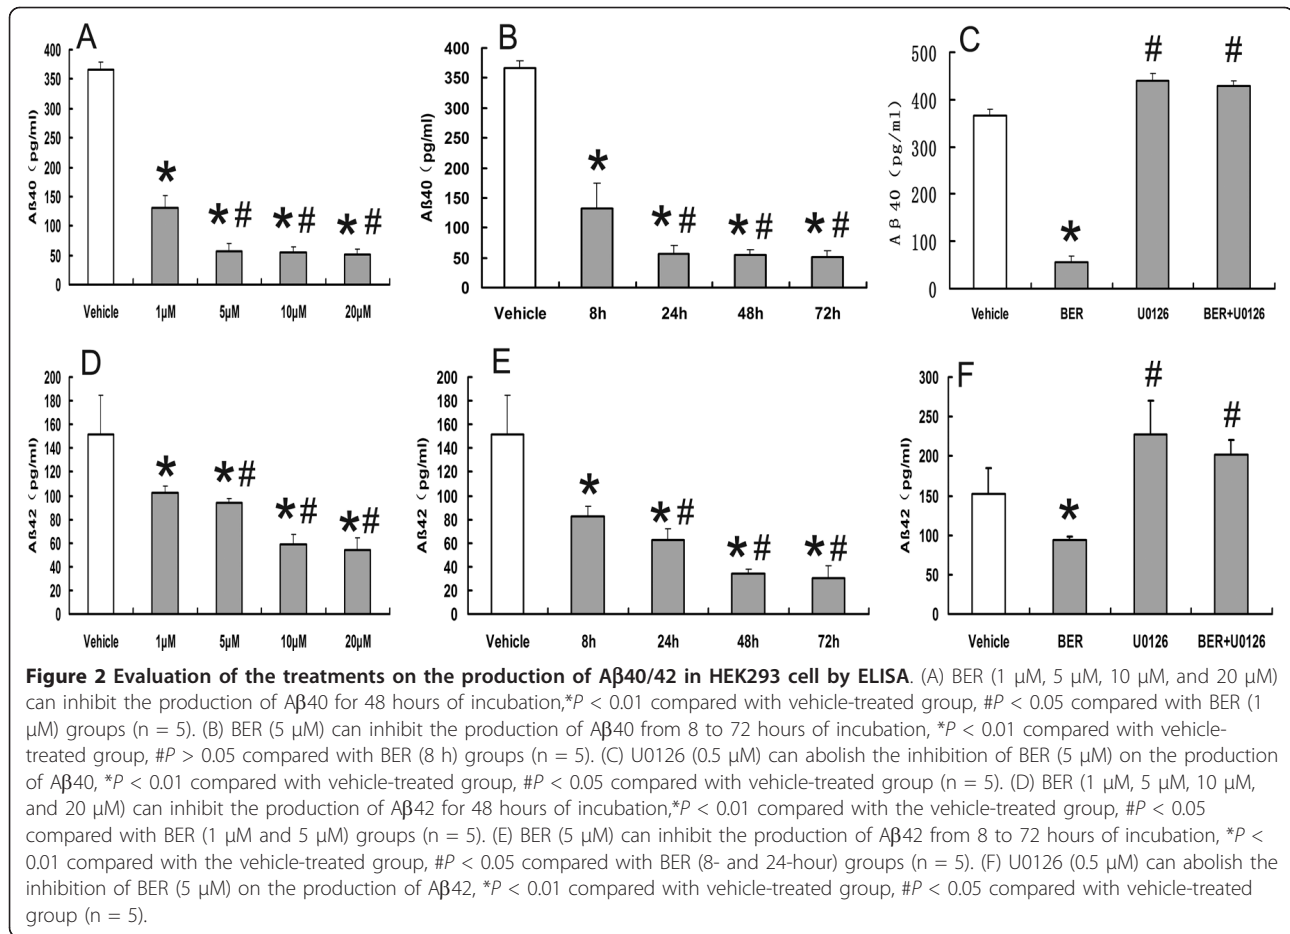 A
B
C
400
350
300
250
200
150
100
50
0
Aβ40 (pg/ml)
* *# *# *#
Vehicle 1μM 5μM 10μM 20μM
400
350
300
250
200
150
100
50
0
Aβ40 (pg/ml)
* *# *# *#
Vehicle 8h 24h 48h 72h
500
400
300
200
100
0
Aβ40 (pg/ml)
* # #
Vehicle BER U0126 BER+U0126
D
E
F
200
180
160
140
120
100
80
60
40
20
0
Aβ42 (pg/ml)
* *# *# *#
Vehicle 1μM 5μM 10μM 20μM
200
180
160
140
120
100
80
60
40
20
0
Aβ42 (pg/ml)
* *# *# *#
Vehicle 8h 24h 48h 72h
300
250
200
150
100
50
0
Aβ42 (pg/ml)
* # #
Vehicle BER U0126 BER+U0126
Figure 2 Evaluation of the treatments on the production of Aβ40/42 in HEK293 cell by ELISA. (A) BER (1 μM, 5 μM, 10 μM, and 20 μM)
can inhibit the production of Aβ40 for 48 hours of incubation,*P < 0.01 compared with vehicle-treated group, #P < 0.05 compared with BER (1
μM) groups (n = 5). (B) BER (5 μM) can inhibit the production of Aβ40 from 8 to 72 hours of incubation, *P < 0.01 compared with vehicle-
treated group, #P > 0.05 compared with BER (8 h) groups (n = 5). (C) U0126 (0.5 μM) can abolish the inhibition of BER (5 μM) on the production
of Aβ40, *P < 0.01 compared with vehicle-treated group, #P < 0.05 compared with vehicle-treated group (n = 5). (D) BER (1 μM, 5 μM, 10 μM,
and 20 μM) can inhibit the production of Aβ42 for 48 hours of incubation,*P < 0.01 compared with the vehicle-treated group, #P < 0.05
compared with BER (1 μM and 5 μM) groups (n = 5). (E) BER (5 μM) can inhibit the production of Aβ42 from 8 to 72 hours of incubation, *P <
0.01 compared with the vehicle-treated group, #P < 0.05 compared with BER (8- and 24-hour) groups (n = 5). (F) U0126 (0.5 μM) can abolish the
inhibition of BER (5 μM) on the production of Aβ42, *P < 0.01 compared with vehicle-treated group, #P < 0.05 compared with vehicle-treated
group (n = 5).